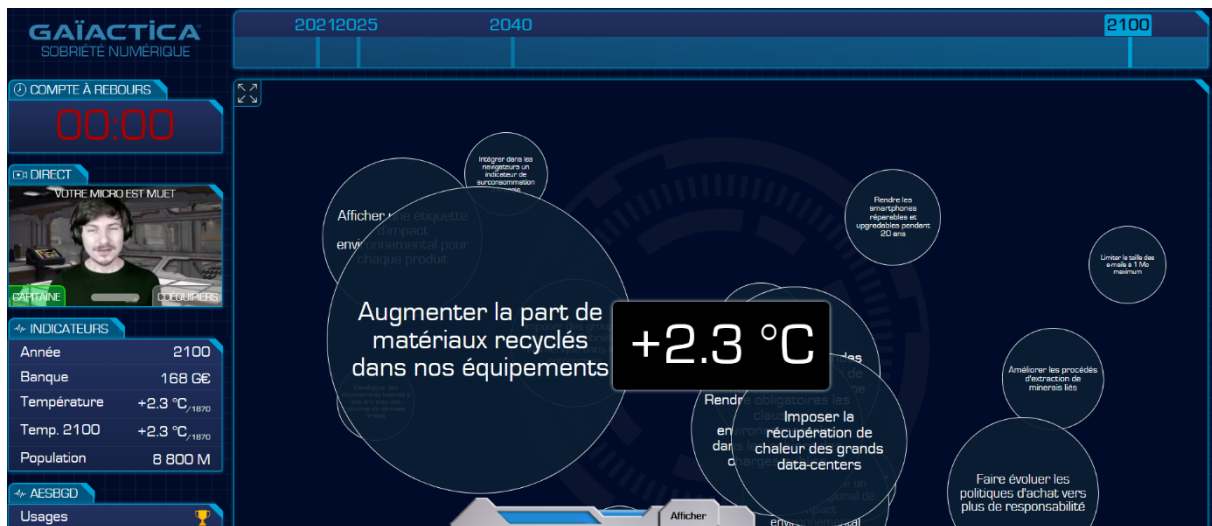 GAÏACTICA
SOBRIÉTÉ NUMÉRIQUE
20212025
2040
2100
COMPTE À REBOURS
00:00
DIRECT
VOTRE MICRO EST MUET
CAPITAINE
COÉQUIPIERS
INDICATEURS
Année 2100
Banque 168 G€
Température +2.3 °C/1870
Temp. 2100 +2.3 °C/1870
Population 8 800 M
AESBGD
Usages
Intégrer dans les
navigateurs un
indicateur de
surconsommation
Afficher une étiquette
d'impact
environnemental pour
chaque produit
Augmenter la part de
matériaux recyclés
dans nos équipements
+2.3 °C
Rendre les
smartphones
réparables et
upgradables pendant
20 ans
Limiter la taille des
e-mails à 1 Mo
maximum
Améliorer les procédés
d'extraction de
minerais liés
Rendre obligatoires les
Imposer la
récupération de
chaleur des grands
data-centers
Faire évoluer les
politiques d'achat vers
plus de responsabilité
environnemental
Afficher